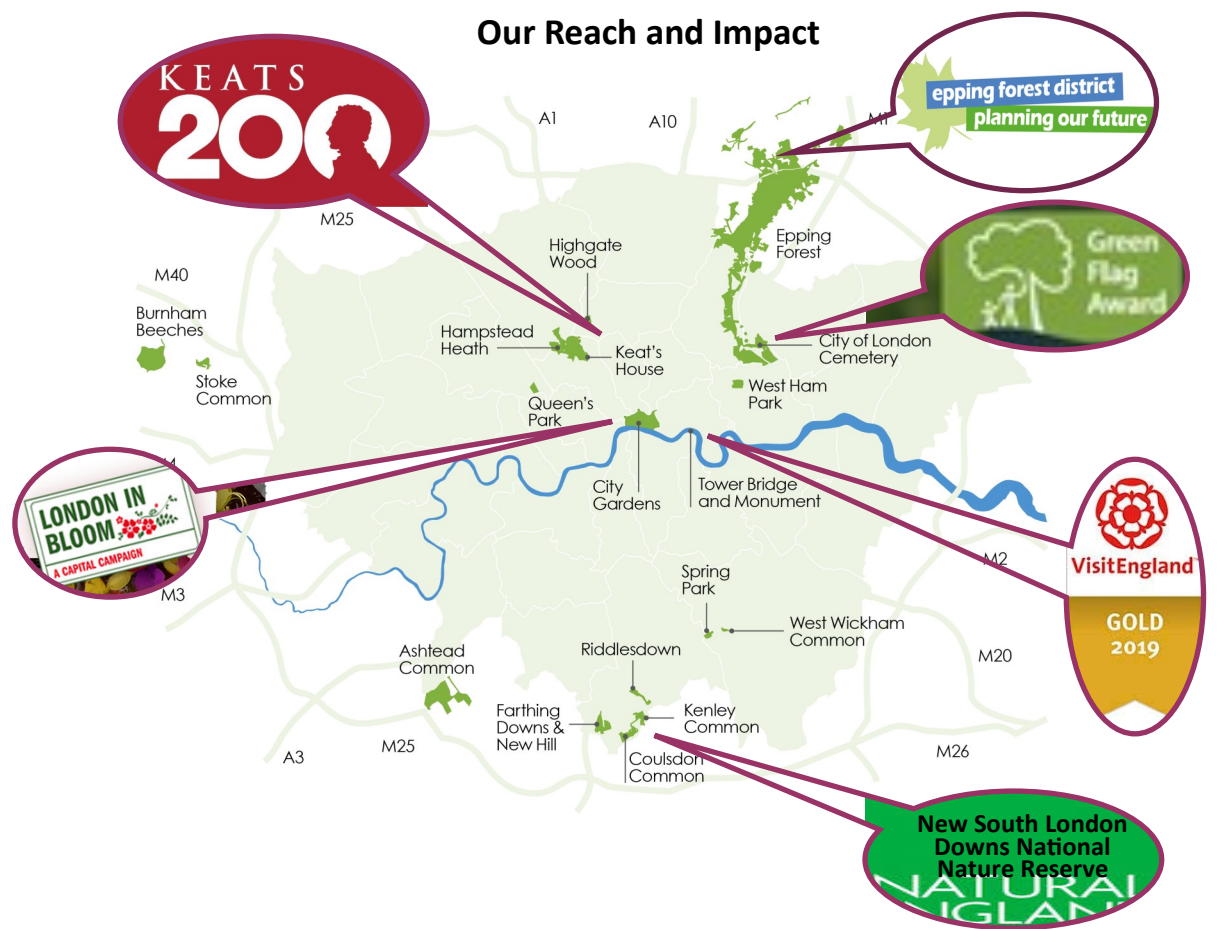 Our Reach and Impact
KEATS
200
epping forest district
planning our future
A1
A10
M1
M25
Green
Flag
Award
Highgate
Wood
Epping
Forest
M40
Burnham
Beeches
Hampstead
Heath
Keat's
House
City of London
Cemetery
Stoke
Common
Queen's
Park
West Ham
Park
City
Gardens
Tower Bridge
and Monument
LONDON IN
BLOOM
A CAPITAL CAMPAIGN
VisitEngland
GOLD
2019
M2
M3
Spring
Park
West Wickham
Common
Ashtead
Common
Riddlesdown
M20
Farthing
Downs &
New Hill
Kenley
Common
Coulsdon
Common
M25
A3
M26
New South London
Downs National
Nature Reserve
NATURAL
ENGLAND